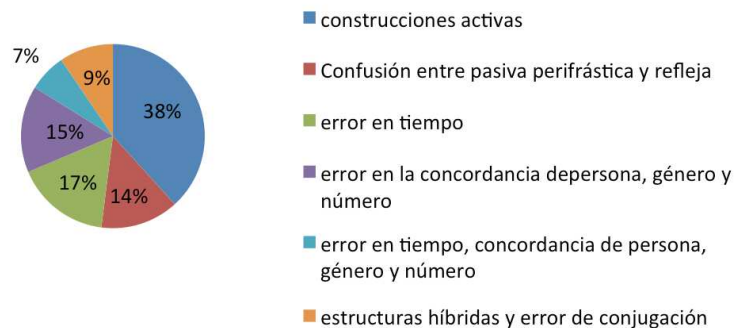 construcciones activas
Confusión entre pasiva perifrástica y refleja
error en tiempo
error en la concordancia depersona, género y
número
error en tiempo, concordancia de persona,
género y número
estructuras híbridas y error de conjugación
38%
14%
17%
15%
7%
9%